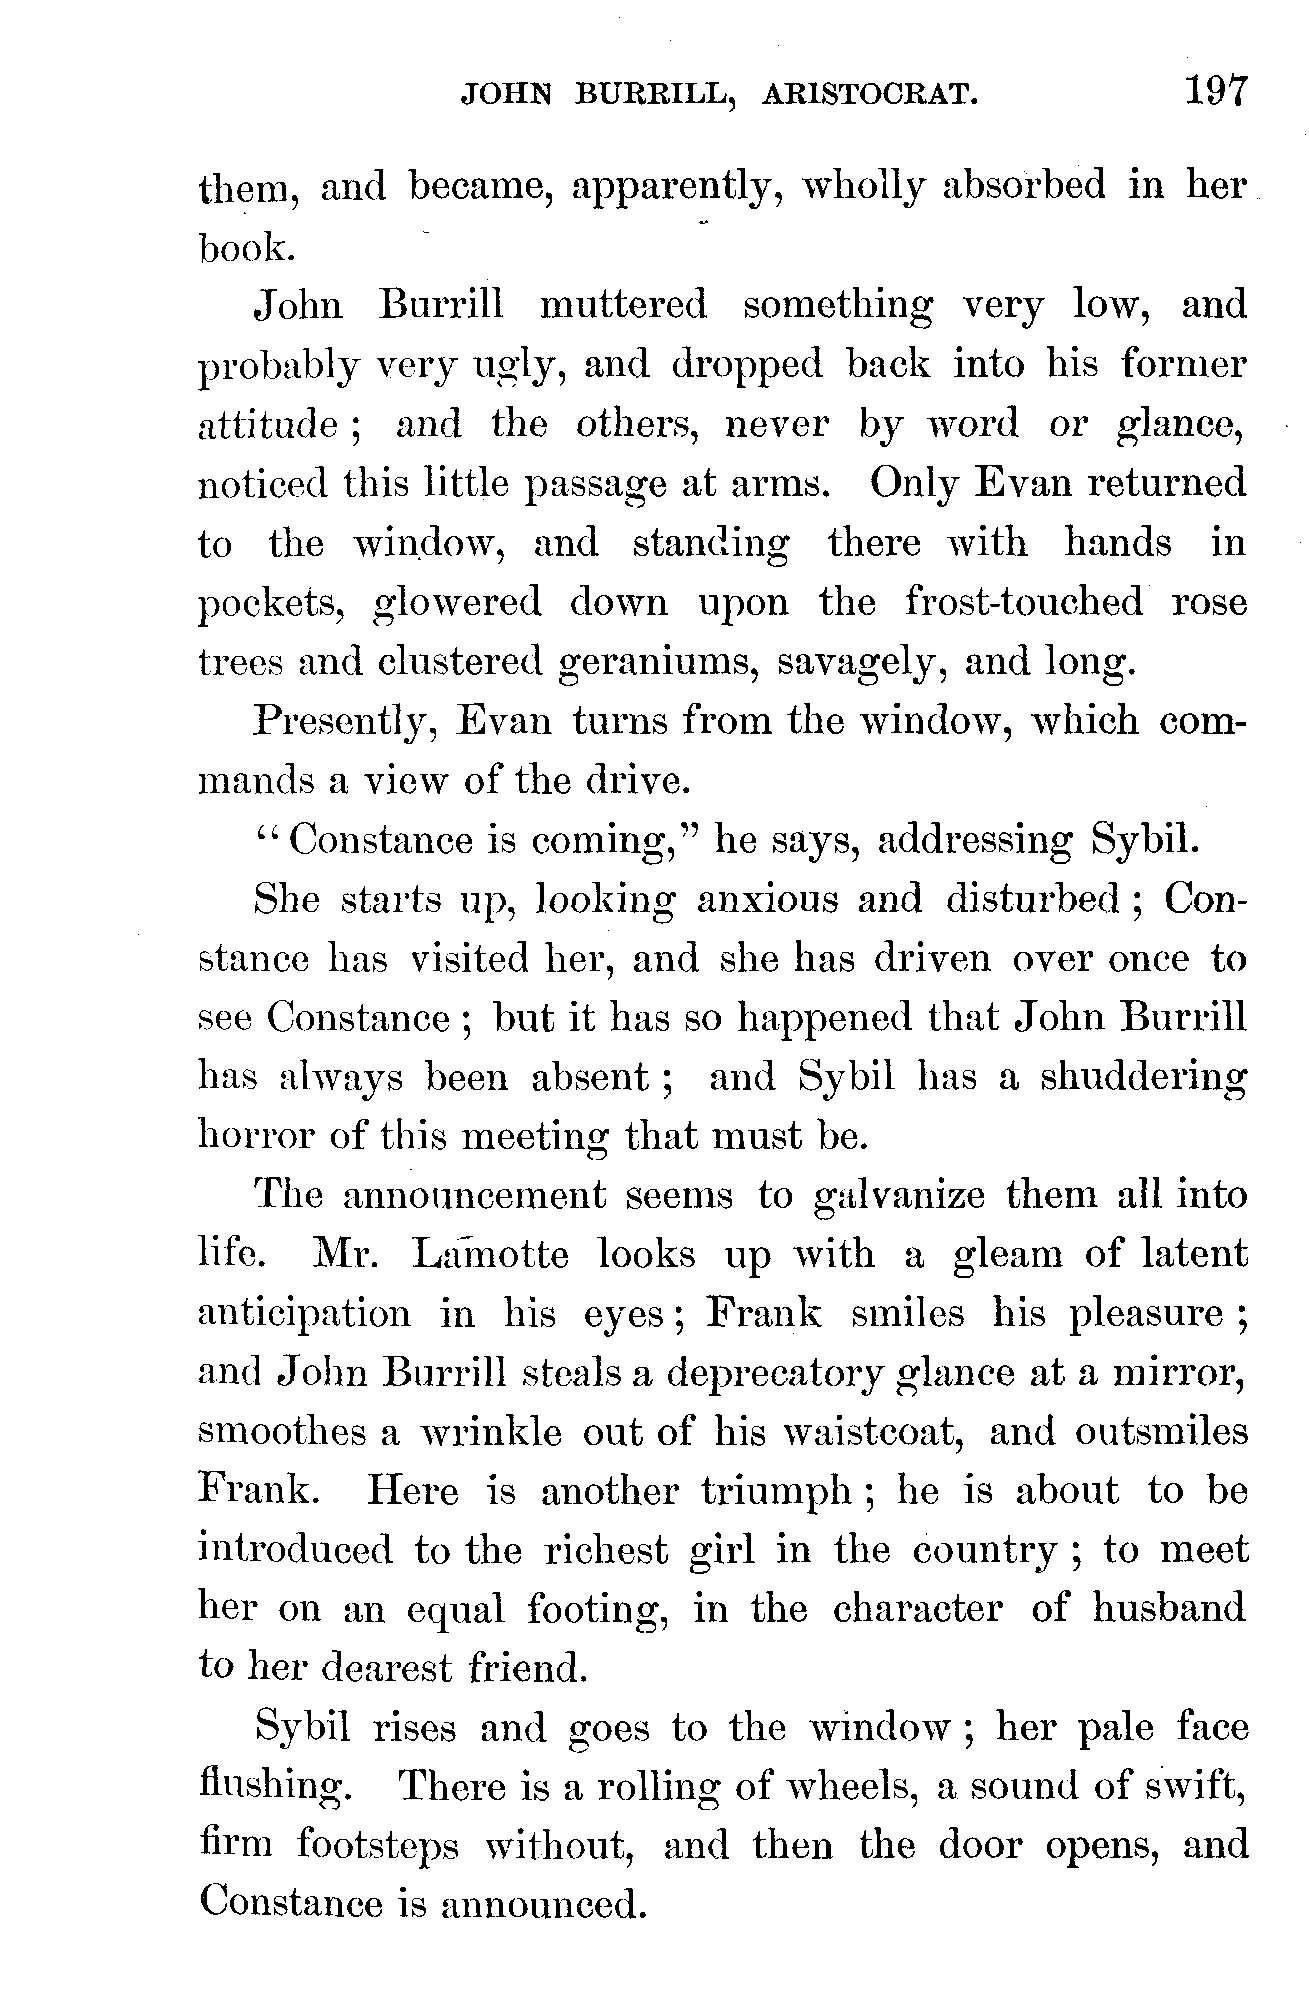 JOHN BURRILL, ARISTOCRAT. 197
them, and became, apparently, wholly absorbed in her
book.
John Burrill muttered something very low, and
probably very ugly, and dropped back into his former
attitude ; and the others, never by word or glance,
noticed this little passage at arms. Only Evan returned
to the window, and standing there with hands in
pockets, glowered down upon the frost-touched rose
trees and clustered geraniums, savagely, and long.
Presently, Evan turns from the window, which com-
mands a view of the drive.
“ Constance is coming,” he says, addressing Sybil.
She starts up, looking anxious and disturbed ; Con-
stance has visited her, and she has driven over once to
see Constance ; but it has so happened that John Burrill
has always been absent ; and Sybil has a shuddering
horror of this meeting that must be.
The announcement seems to galvanize them all into
life. Mr. Lamotte looks up with a gleam of latent
anticipation in his eyes ; Frank smiles his pleasure ;
and John Burrill steals a deprecatory glance at a mirror,
smoothes a wrinkle out of his waistcoat, and outsmiles
Frank. Here is another triumph ; he is about to be
introduced to the richest girl in the country ; to meet
her on an equal footing, in the character of husband
to her dearest friend.
Sybil rises and goes to the window ; her pale face
flushing. There is a rolling of wheels, a sound of swift,
firm footsteps without, and then the door opens, and
Constance is announced.